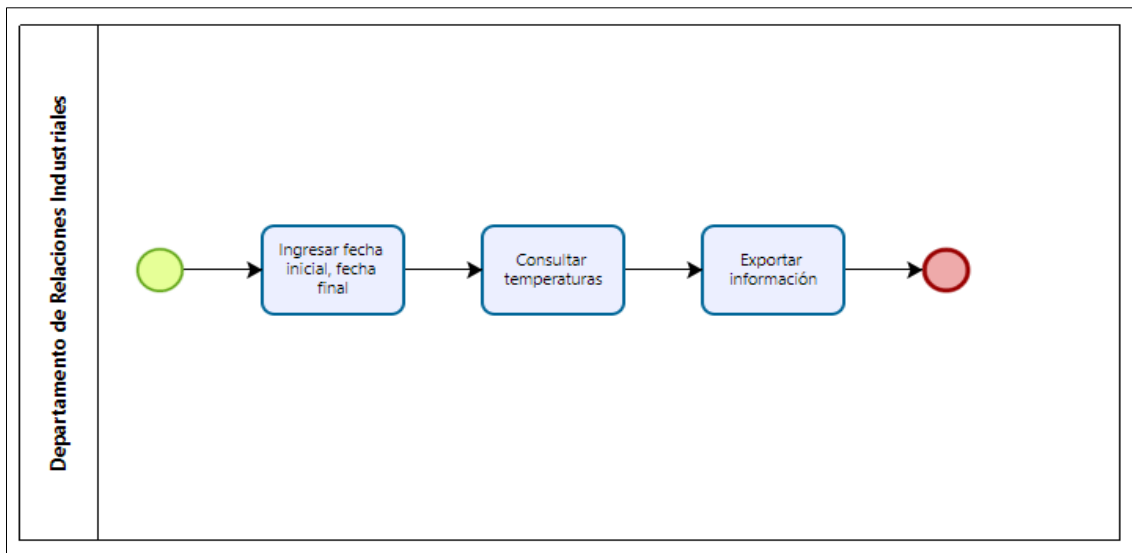 Departamento de Relaciones Industriales
Ingresar fecha
inicial, fecha
final
Consultar
temperaturas
Exportar
información